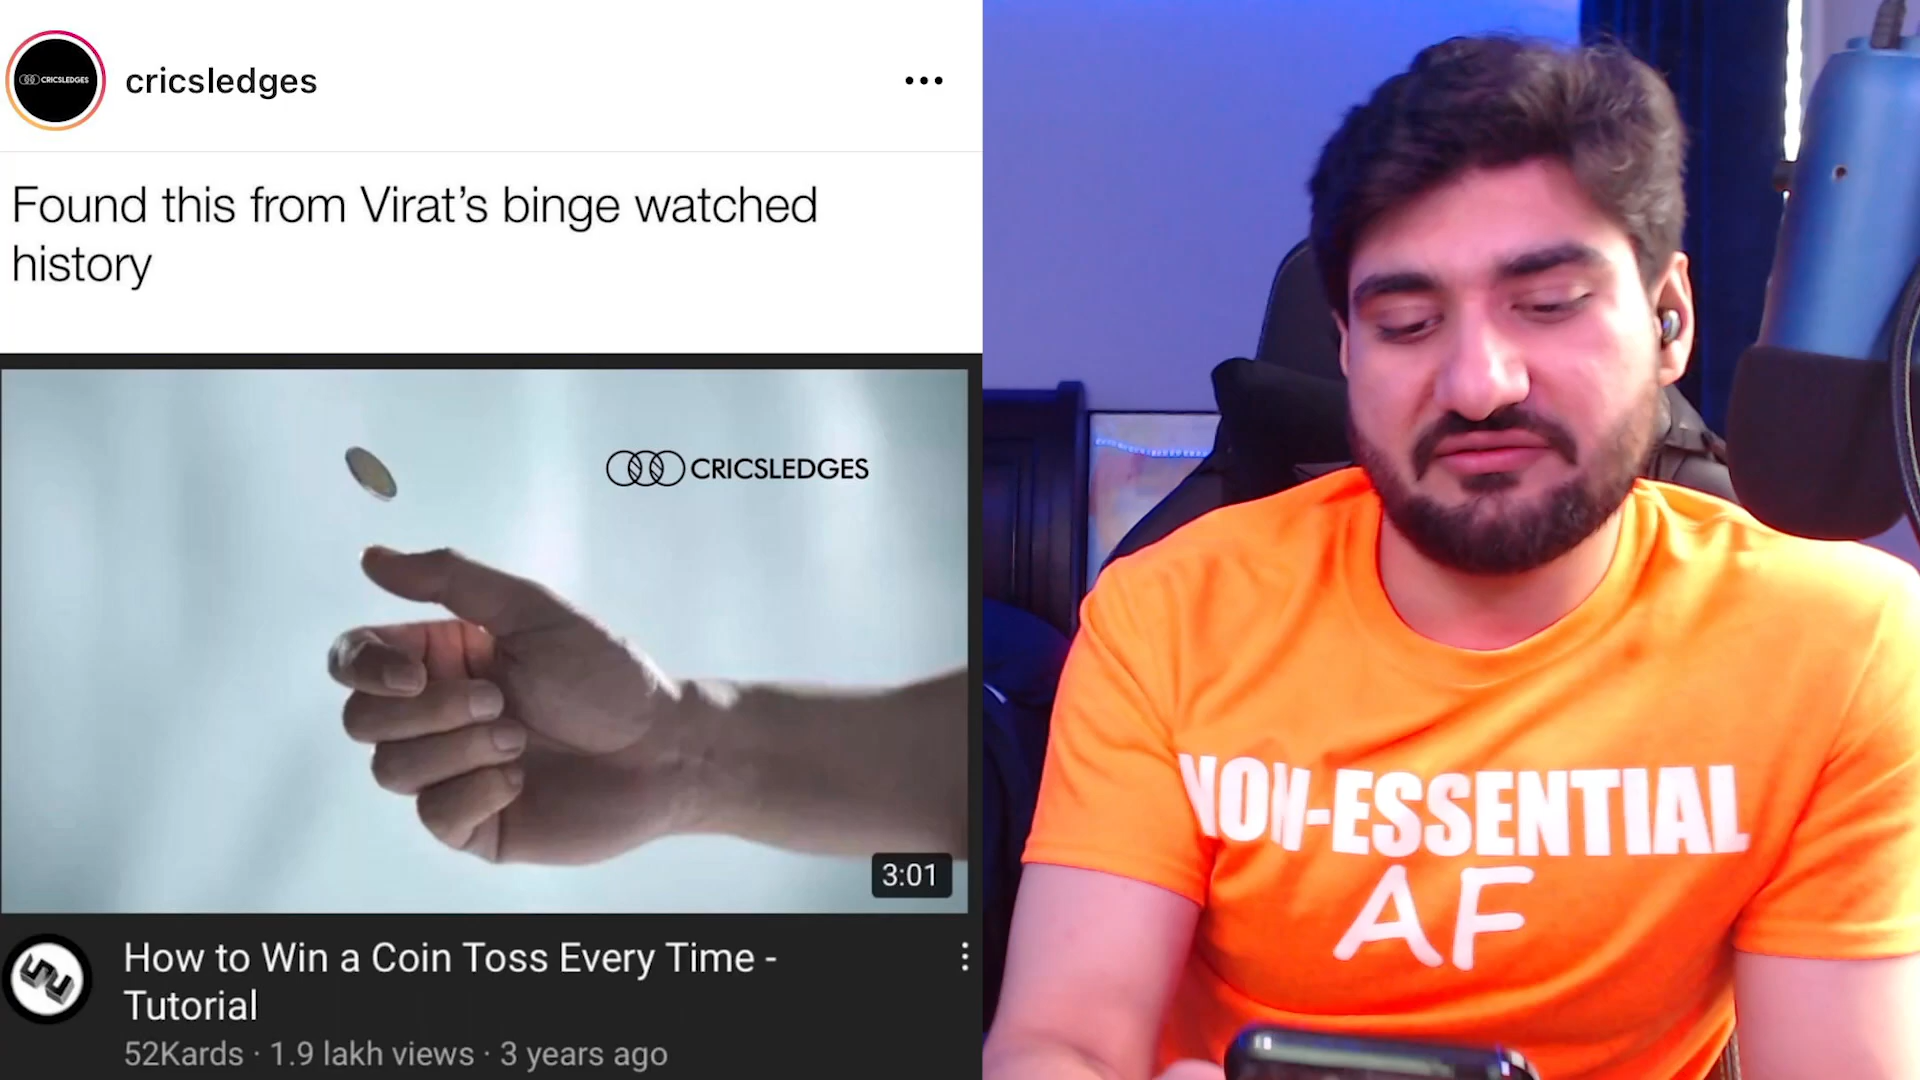 CRICSLEDGES
cricsledges
Found this from Virat's binge watched
history
CRICSLEDGES
3:01
How to Win a Coin Toss Every Time -
Tutorial
52Kards · 1.9 lakh views · 3 years ago
NON-ESSENTIAL
AF